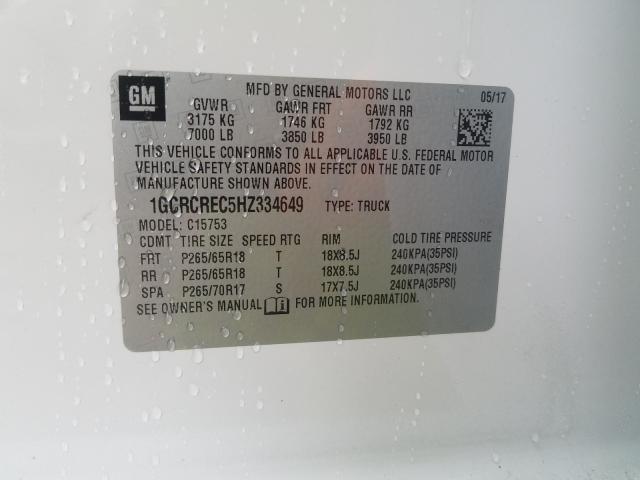 GM
MFD BY GENERAL MOTORS LLC 05/17
GVWR GAWR FRT GAWR RR
3175 KG 1746 KG 1792 KG
7000 LB 3850 LB 3950 LB
THIS VEHICLE CONFORMS TO ALL APPLICABLE U.S. FEDERAL MOTOR
VEHICLE SAFETY STANDARDS IN EFFECT ON THE DATE OF
MANUFACTURE SHOWN ABOVE.
1GCRCREC5HZ334649 TYPE: TRUCK
MODEL: C15753
CDMT TIRE SIZE SPEED RTG RIM COLD TIRE PRESSURE
FRT P265/65R18 T 18X8.5J 240KPA(35PSI)
RR P265/65R18 T 18X8.5J 240KPA(35PSI)
SPA P265/70R17 S 17X7.5J 240KPA(35PSI)
SEE OWNER'S MANUAL FOR MORE INFORMATION.